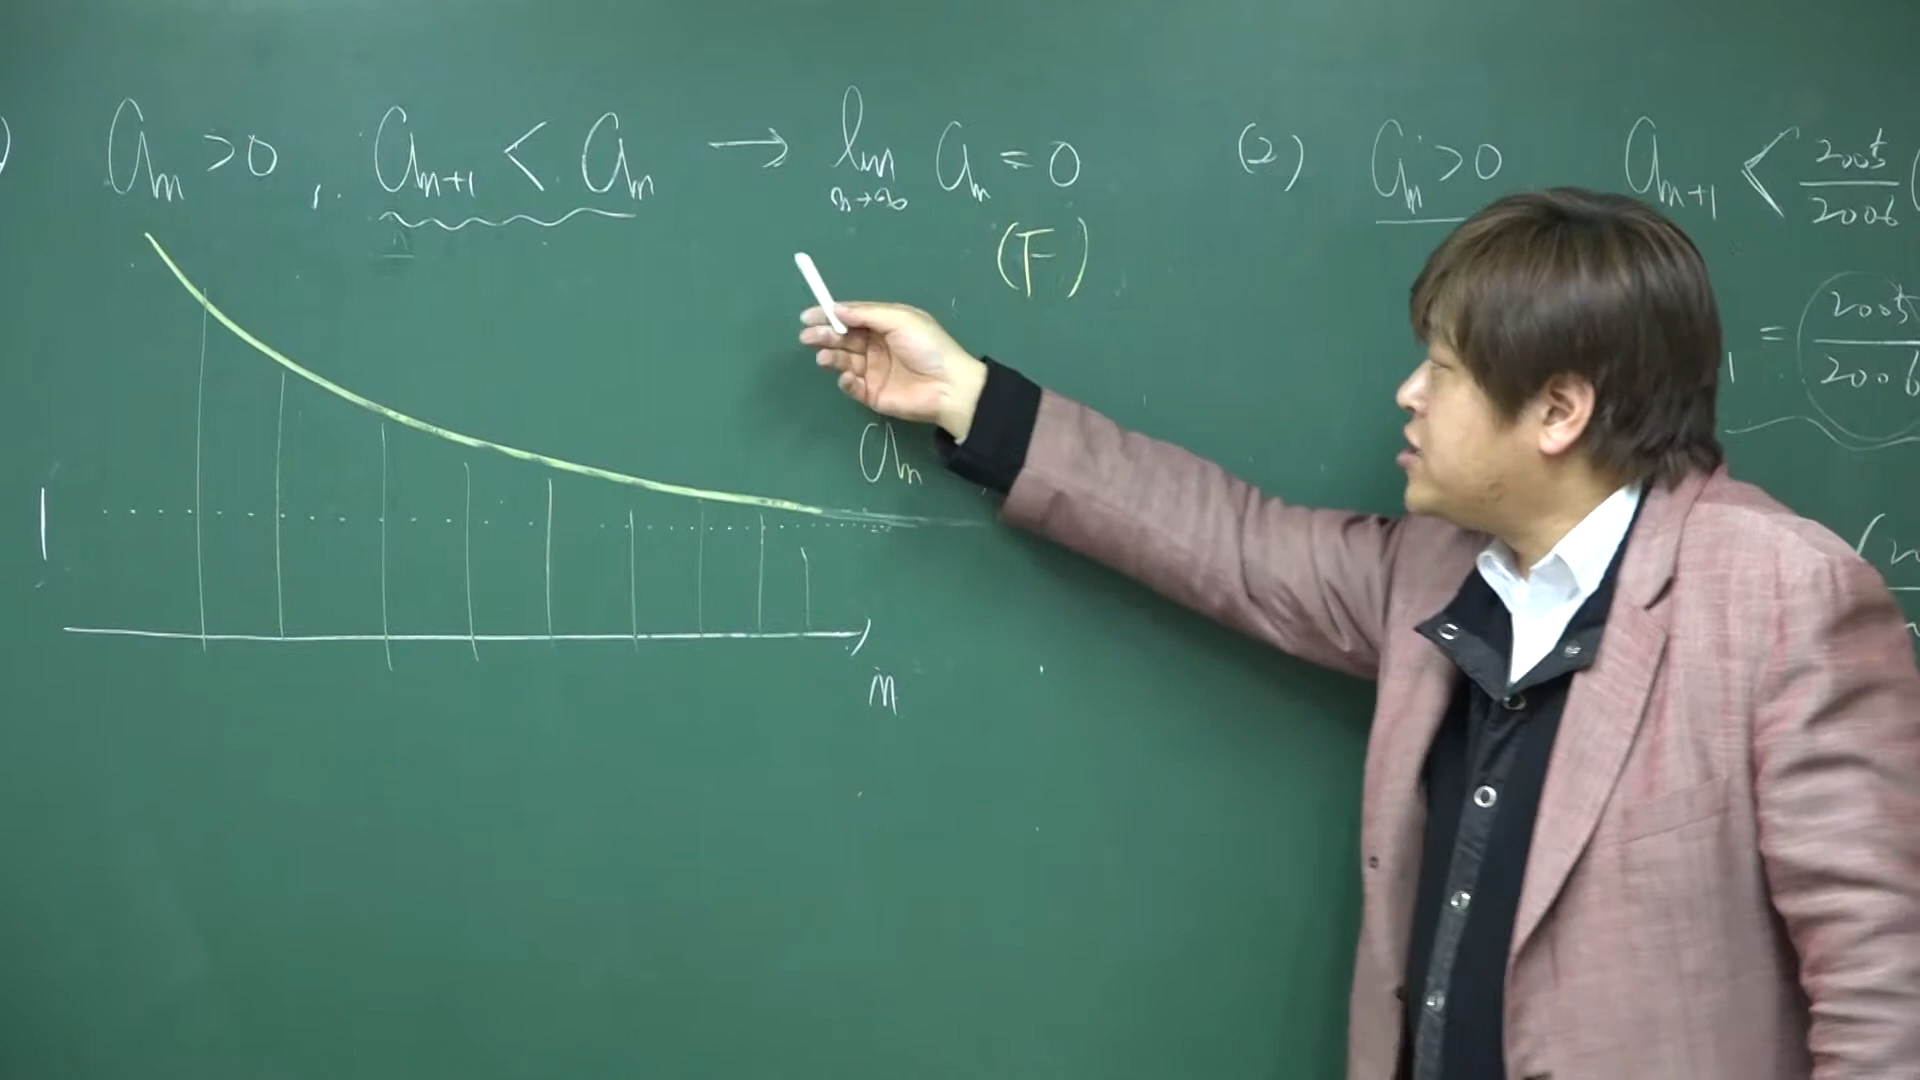 ) aₙ > 0 , aₙ₊₁ < aₙ → lim aₙ = 0
n→∞
(F)
(2) aₙ > 0 aₙ₊₁ < 2005/2006 (
1 = 2005/2006
aₙ
1
n